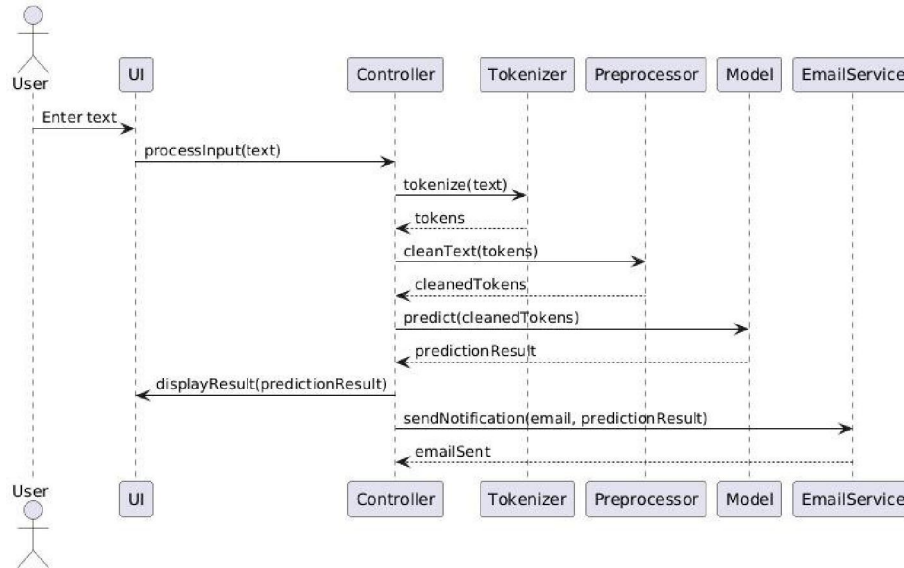 User
UI
Controller
Tokenizer
Preprocessor
Model
EmailService
Enter text
processInput(text)
tokenize(text)
tokens
cleanText(tokens)
cleanedTokens
predict(cleanedTokens)
predictionResult
displayResult(predictionResult)
sendNotification(email, predictionResult)
emailSent
User
UI
Controller
Tokenizer
Preprocessor
Model
EmailService